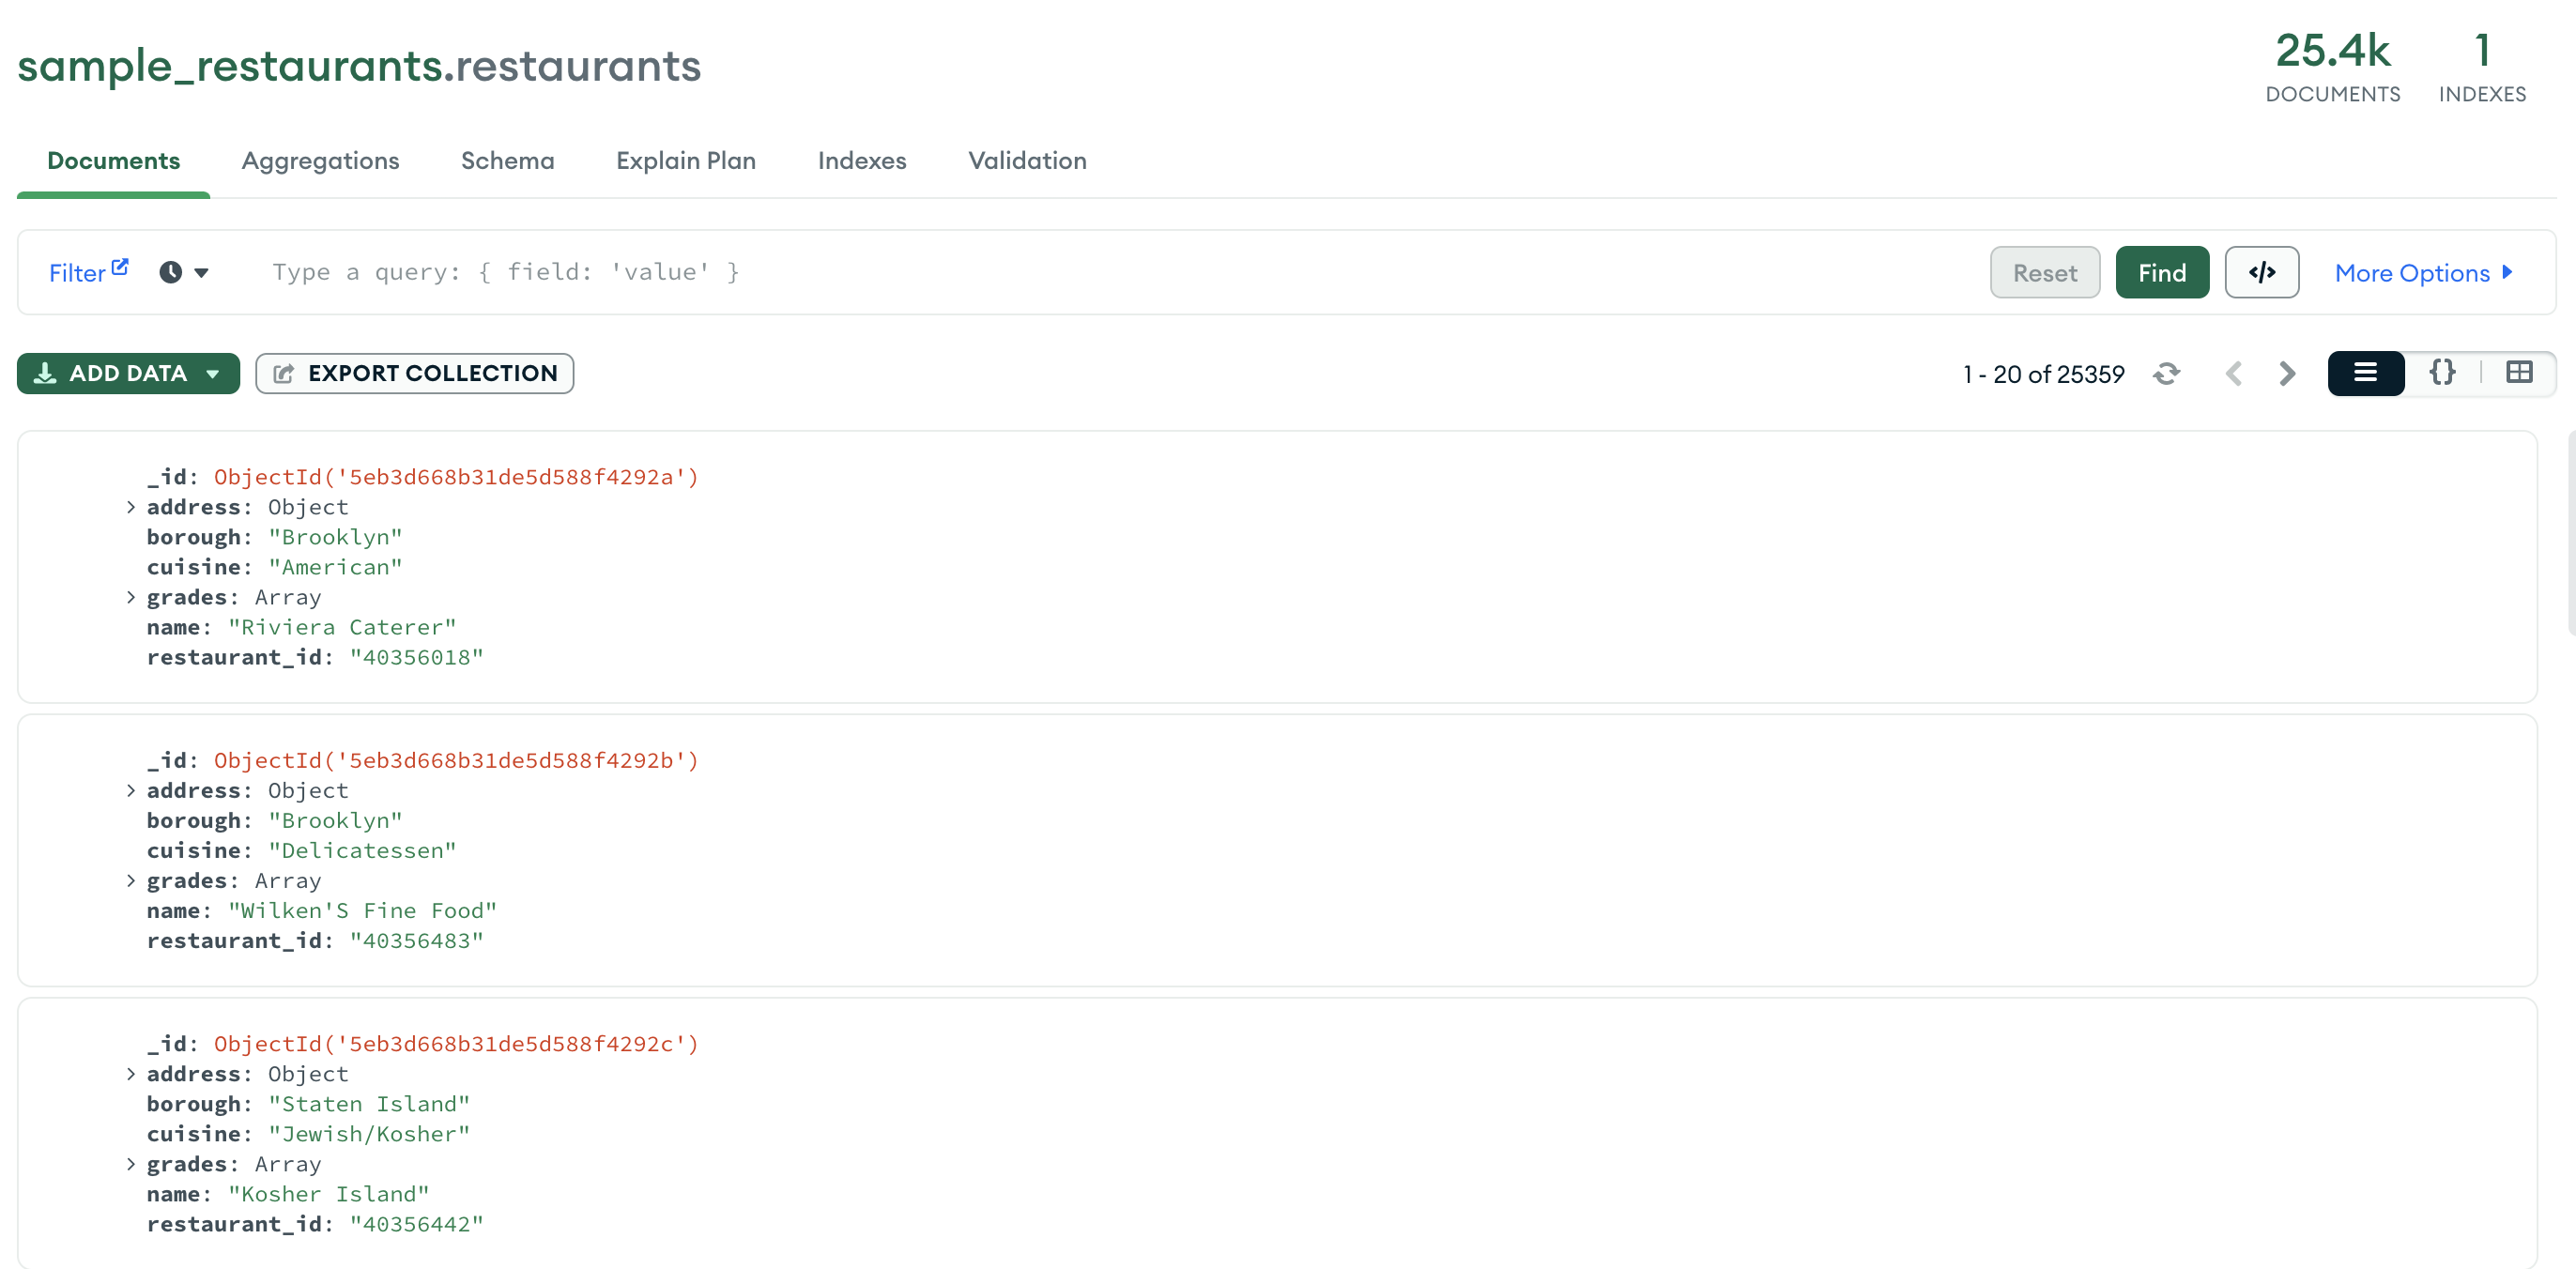 sample_restaurants.restaurants
25.4k
DOCUMENTS
1
INDEXES
Documents Aggregations Schema Explain Plan Indexes Validation
Filter Type a query: { field: 'value' } Reset Find </> More Options
ADD DATA EXPORT COLLECTION 1 - 20 of 25359 {}
_id: ObjectId('5eb3d668b31de5d588f4292a')
address: Object
borough: "Brooklyn"
cuisine: "American"
grades: Array
name: "Riviera Caterer"
restaurant_id: "40356018"
_id: ObjectId('5eb3d668b31de5d588f4292b')
address: Object
borough: "Brooklyn"
cuisine: "Delicatessen"
grades: Array
name: "Wilken'S Fine Food"
restaurant_id: "40356483"
_id: ObjectId('5eb3d668b31de5d588f4292c')
address: Object
borough: "Staten Island"
cuisine: "Jewish/Kosher"
grades: Array
name: "Kosher Island"
restaurant_id: "40356442"